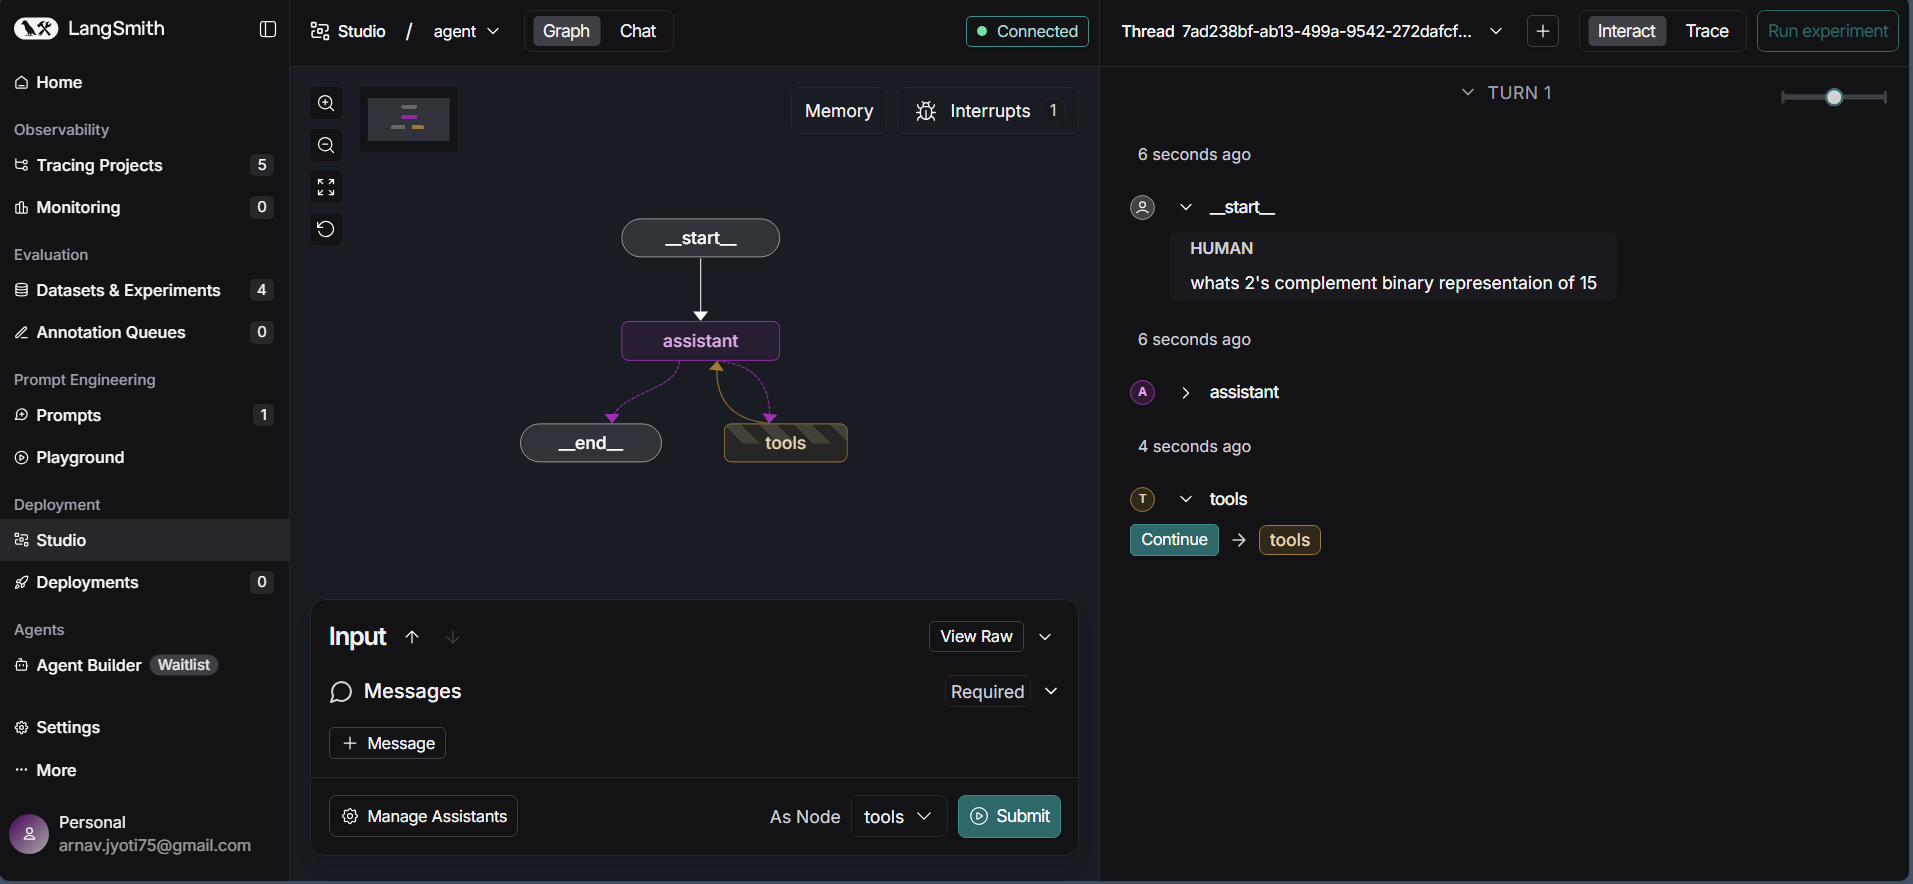 LangSmith
Home
Observability
Tracing Projects 5
Monitoring 0
Evaluation
Datasets & Experiments 4
Annotation Queues 0
Prompt Engineering
Prompts 1
Playground
Deployment
Studio
Deployments 0
Agents
Agent Builder Waitlist
Settings
More
Personal
arnav.jyoti75@gmail.com
Studio / agent Graph Chat Connected
Memory Interrupts 1
__start__
assistant
__end__ tools
Input View Raw
Messages Required
+ Message
Manage Assistants As Node tools Submit
Thread 7ad238bf-ab13-499a-9542-272dafcf... + Interact Trace Run experiment
TURN 1
6 seconds ago
__start__
HUMAN
whats 2's complement binary representaion of 15
6 seconds ago
A assistant
4 seconds ago
T tools
Continue → tools